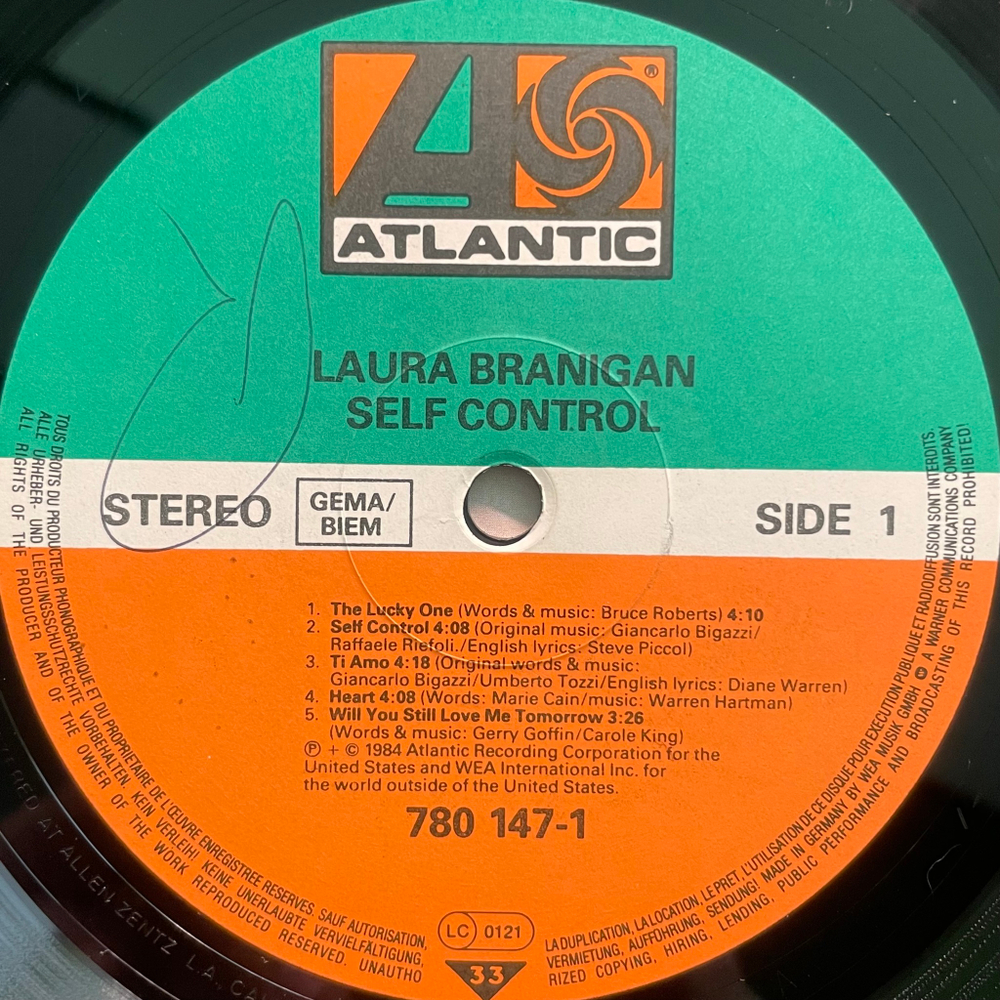 ®
ATLANTIC
LAURA BRANIGAN
SELF CONTROL
STEREO
GEMA/
BIEM
SIDE 1
1. The Lucky One (Words & music: Bruce Roberts) 4:10
2. Self Control 4:08 (Original music: Giancarlo Bigazzi/
Raffaele Riefoli./English lyrics: Steve Piccol)
3. Ti Amo 4:18 (Original words & music:
Giancarlo Bigazzi/Umberto Tozzi/English lyrics: Diane Warren)
4. Heart 4:08 (Words: Marie Cain/music: Warren Hartman)
5. Will You Still Love Me Tomorrow 3:26
(Words & music: Gerry Goffin/Carole King)
℗ + © 1984 Atlantic Recording Corporation for the
United States and WEA International Inc. for
the world outside of the United States.
780 147-1
LC 0121
33
TOUS DROITS DU PRODUCTEUR PHONOGRAPHIQUE ET DU PROPRIETAIRE DE L'ŒUVRE ENREGISTREE RESERVES. SAUF AUTORISATION,
ALLE URHEBER- UND LEISTUNGSSCHUTZRECHTE VORBEHALTEN. KEIN VERLEIH! KEINE UNERLAUBTE VERVIELFÄLTIGUNG,
ALL RIGHTS OF THE PRODUCER AND OF THE OWNER OF THE WORK REPRODUCED RESERVED. UNAUTHO
LA DUPLICATION, LA LOCATION, LE PRET, L'UTILISATION DE CE DISQUE POUR EXECUTION PUBLIQUE ET RADIODIFFUSION SONT INTERDITS.
VERMIETUNG, AUFFÜHRUNG, SENDUNG! MADE IN GERMANY BY WEA MUSIK GMBH A WARNER COMMUNICATIONS COMPANY
RIZED COPYING, HIRING, LENDING, PUBLIC PERFORMANCE AND BROADCASTING OF THIS RECORD PROHIBITED!
AT ALLEN ZENTZ L.A., CA